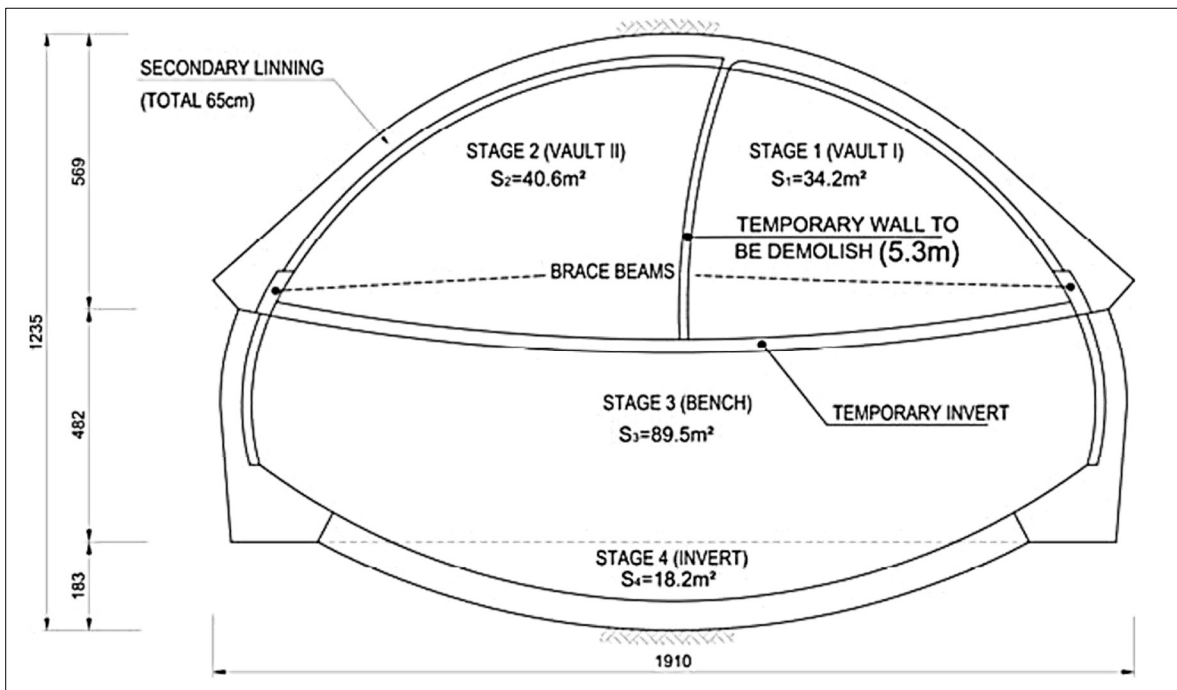 SECONDARY LINNING
(TOTAL 65cm)
STAGE 2 (VAULT II)
S₂=40.6m²
STAGE 1 (VAULT I)
S₁=34.2m²
TEMPORARY WALL TO
BE DEMOLISH (5.3m)
BRACE BEAMS
STAGE 3 (BENCH)
S₃=89.5m²
TEMPORARY INVERT
STAGE 4 (INVERT)
S₄=18.2m²
569
1235
482
183
1910